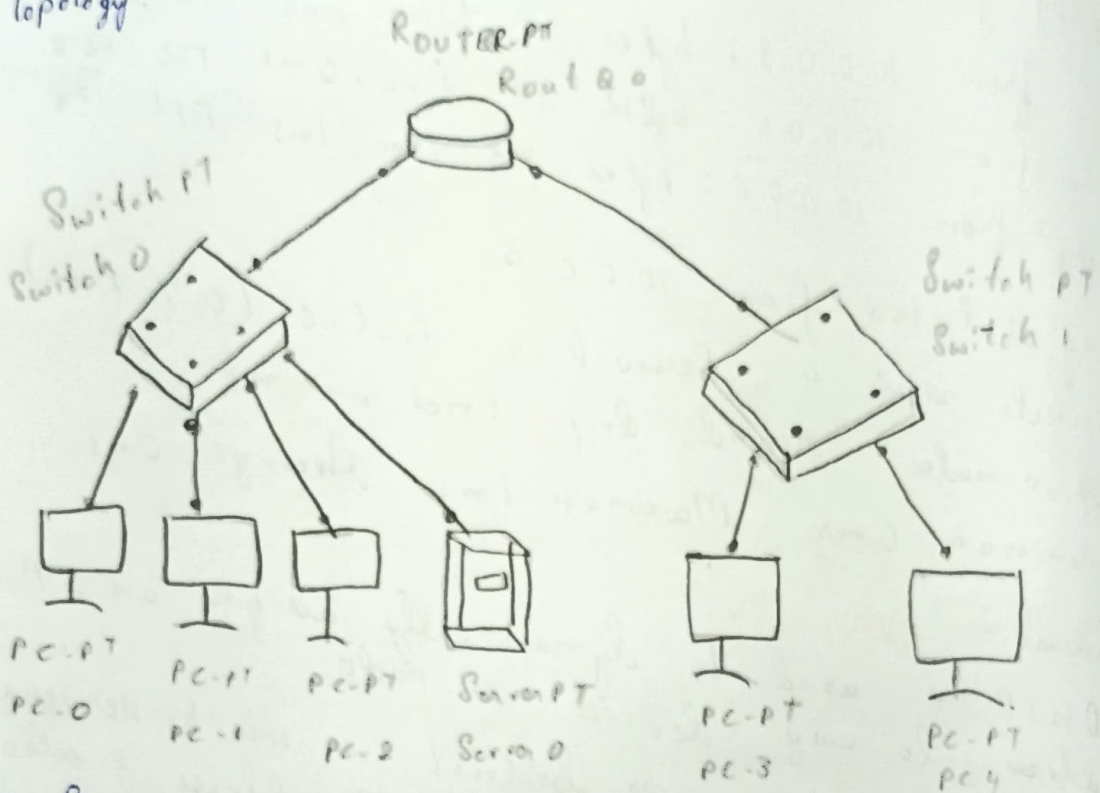 Topology
ROUTER.PT
Rout
Switch PT
Switch 0
Switch PT
Switch 1
PC-PT
PC-0
PC-PT
PC-1
PC-PT
PC-2
Server PT
Server 0
PC-PT
PC-3
PC-PT
PC 4